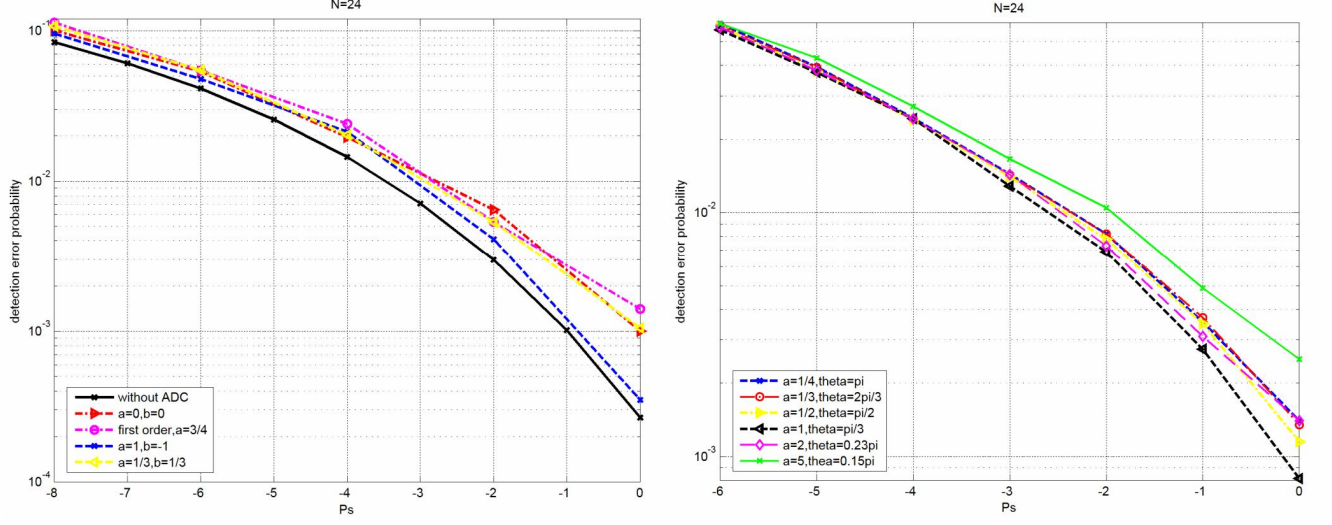 N=24
detection error probability
10^-1
10^-2
10^-3
10^-4
without ADC
a=0,b=0
first order,a=3/4
a=1,b=-1
a=1/3,b=1/3
-8 -7 -6 -5 -4 -3 -2 -1 0
Ps
N=24
detection error probability
10^-2
10^-3
a=1/4,theta=pi
a=1/3,theta=2pi/3
a=1/2,theta=pi/2
a=1,theta=pi/3
a=2,theta=0.23pi
a=5,thea=0.15pi
-6 -5 -4 -3 -2 -1 0
Ps